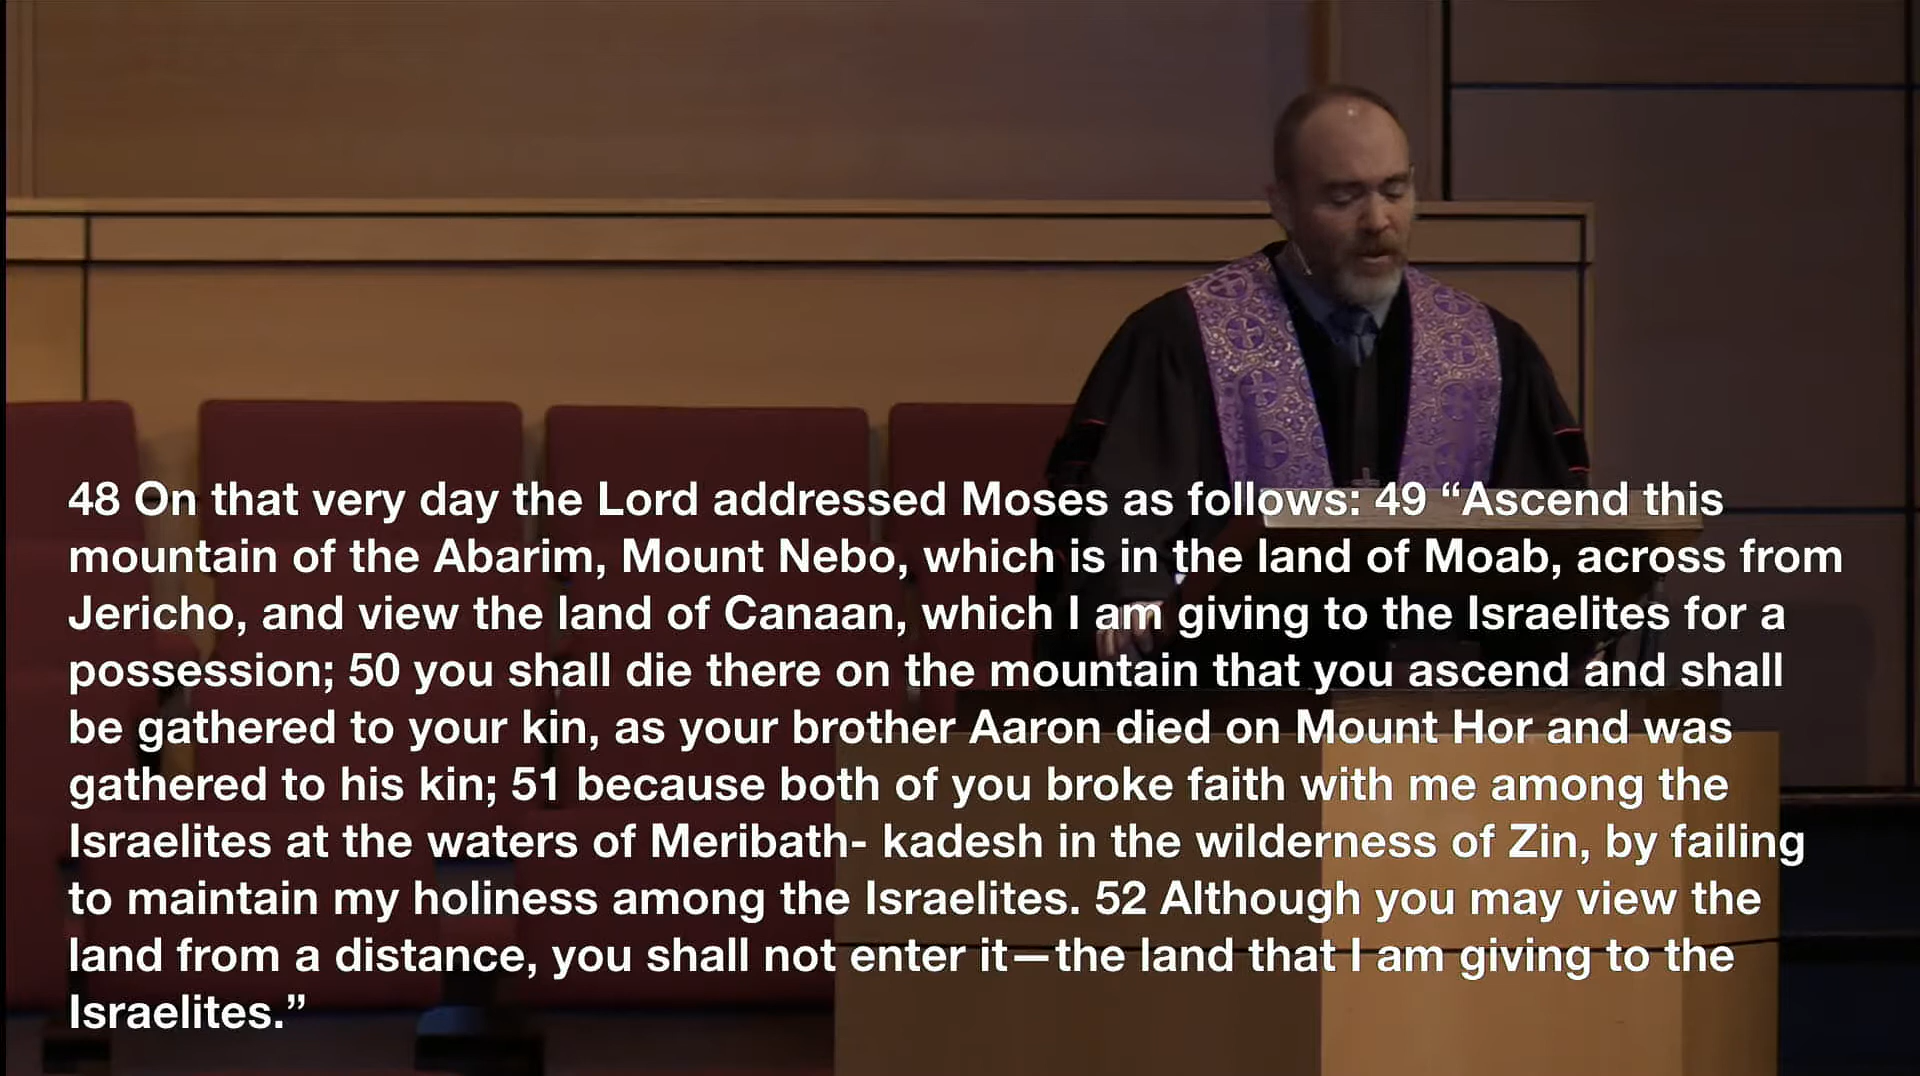 48 On that very day the Lord addressed Moses as follows: 49 “Ascend this
mountain of the Abarim, Mount Nebo, which is in the land of Moab, across from
Jericho, and view the land of Canaan, which I am giving to the Israelites for a
possession; 50 you shall die there on the mountain that you ascend and shall
be gathered to your kin, as your brother Aaron died on Mount Hor and was
gathered to his kin; 51 because both of you broke faith with me among the
Israelites at the waters of Meribath- kadesh in the wilderness of Zin, by failing
to maintain my holiness among the Israelites. 52 Although you may view the
land from a distance, you shall not enter it—the land that I am giving to the
Israelites.”